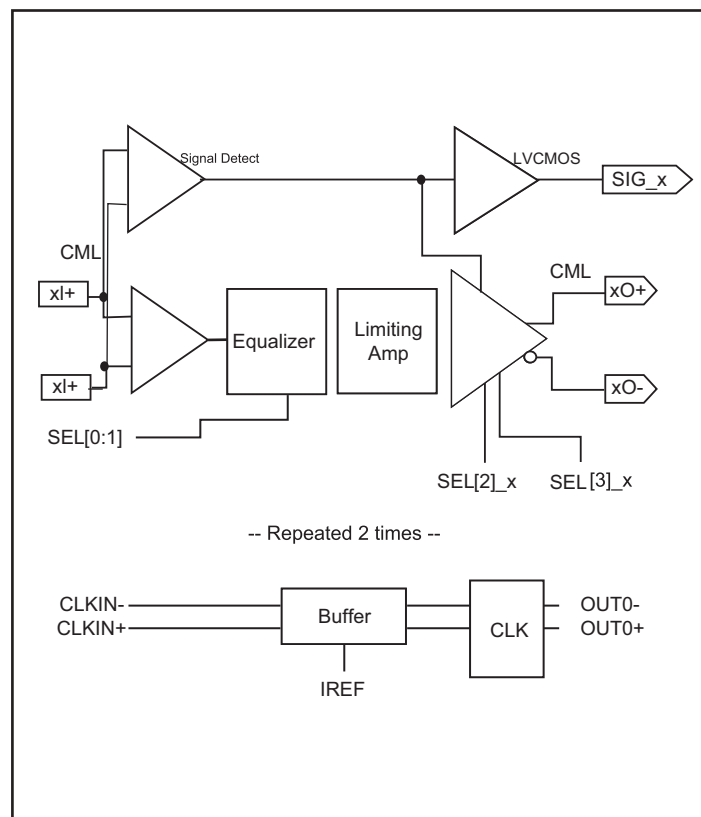 Signal Detect
LVCMOS
SIG_x
CML
CML
xI+
xO+
Equalizer
Limiting
Amp
xI+
xO-
SEL[0:1]
SEL[2]_x
SEL[3]_x
-- Repeated 2 times --
CLKIN-
CLKIN+
Buffer
CLK
OUT0-
OUT0+
IREF